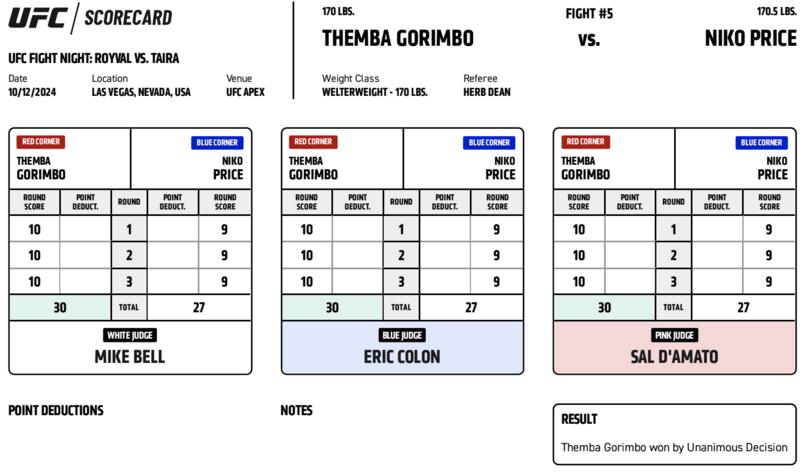 UFC SCORECARD
UFC FIGHT NIGHT: ROYVAL VS. TAIRA
Date Location Venue
10/12/2024 LAS VEGAS, NEVADA, USA UFC APEX
170 LBS. FIGHT #5 170.5 LBS.
THEMBA GORIMBO VS. NIKO PRICE
Weight Class Referee
WELTERWEIGHT - 170 LBS. HERB DEAN
RED CORNER BLUE CORNER
THEMBA NIKO
GORIMBO PRICE
ROUND POINT ROUND POINT ROUND
SCORE DEDUCT. DEDUCT. SCORE
10 1 9
10 2 9
10 3 9
30 TOTAL 27
WHITE JUDGE
MIKE BELL
RED CORNER BLUE CORNER
THEMBA NIKO
GORIMBO PRICE
ROUND POINT ROUND POINT ROUND
SCORE DEDUCT. DEDUCT. SCORE
10 1 9
10 2 9
10 3 9
30 TOTAL 27
BLUE JUDGE
ERIC COLON
RED CORNER BLUE CORNER
THEMBA NIKO
GORIMBO PRICE
ROUND POINT ROUND POINT ROUND
SCORE DEDUCT. DEDUCT. SCORE
10 1 9
10 2 9
10 3 9
30 TOTAL 27
PINK JUDGE
SAL D'AMATO
POINT DEDUCTIONS
NOTES
RESULT
Themba Gorimbo won by Unanimous Decision